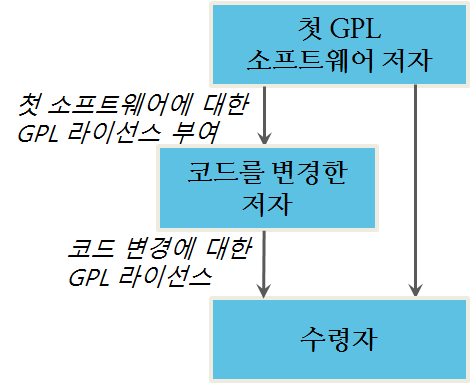 첫 GPL
소프트웨어 저자
첫 소프트웨어에 대한
GPL 라이선스 부여
코드를 변경한
저자
코드 변경에 대한
GPL 라이선스
수령자